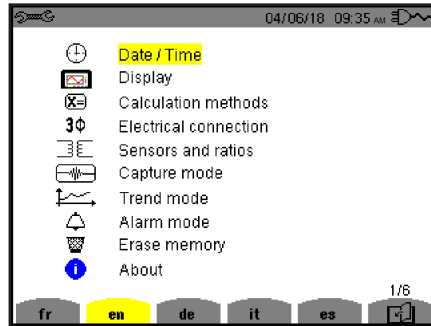 04/06/18 09:35 AM
Date / Time
Display
X= Calculation methods
3Φ Electrical connection
Sensors and ratios
Capture mode
Trend mode
Alarm mode
Erase memory
i About
1/6
fr en de it es